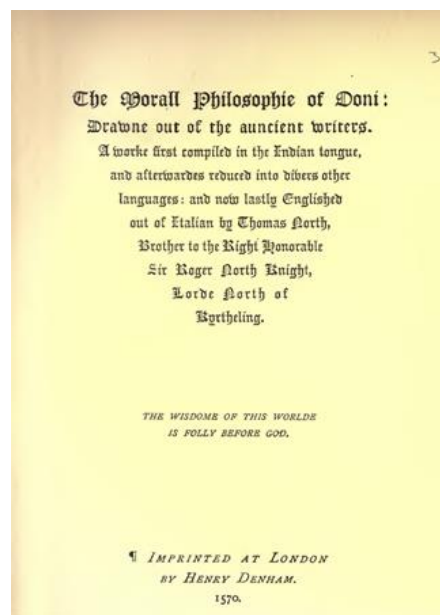 3
The Morall Philosophie of Doni:
Drawne out of the auncient writers.
A worke first compiled in the Indian tongue,
and afterwardes reduced into divers other
languages: and now lastly Englished
out of Italian by Thomas North,
Brother to the Right Honorable
Sir Roger North Knight,
Lorde North of
Kyrtheling.
THE WISDOME OF THIS WORLDE
IS FOLLY BEFORE GOD.
¶ IMPRINTED AT LONDON
BY HENRY DENHAM.
1570.